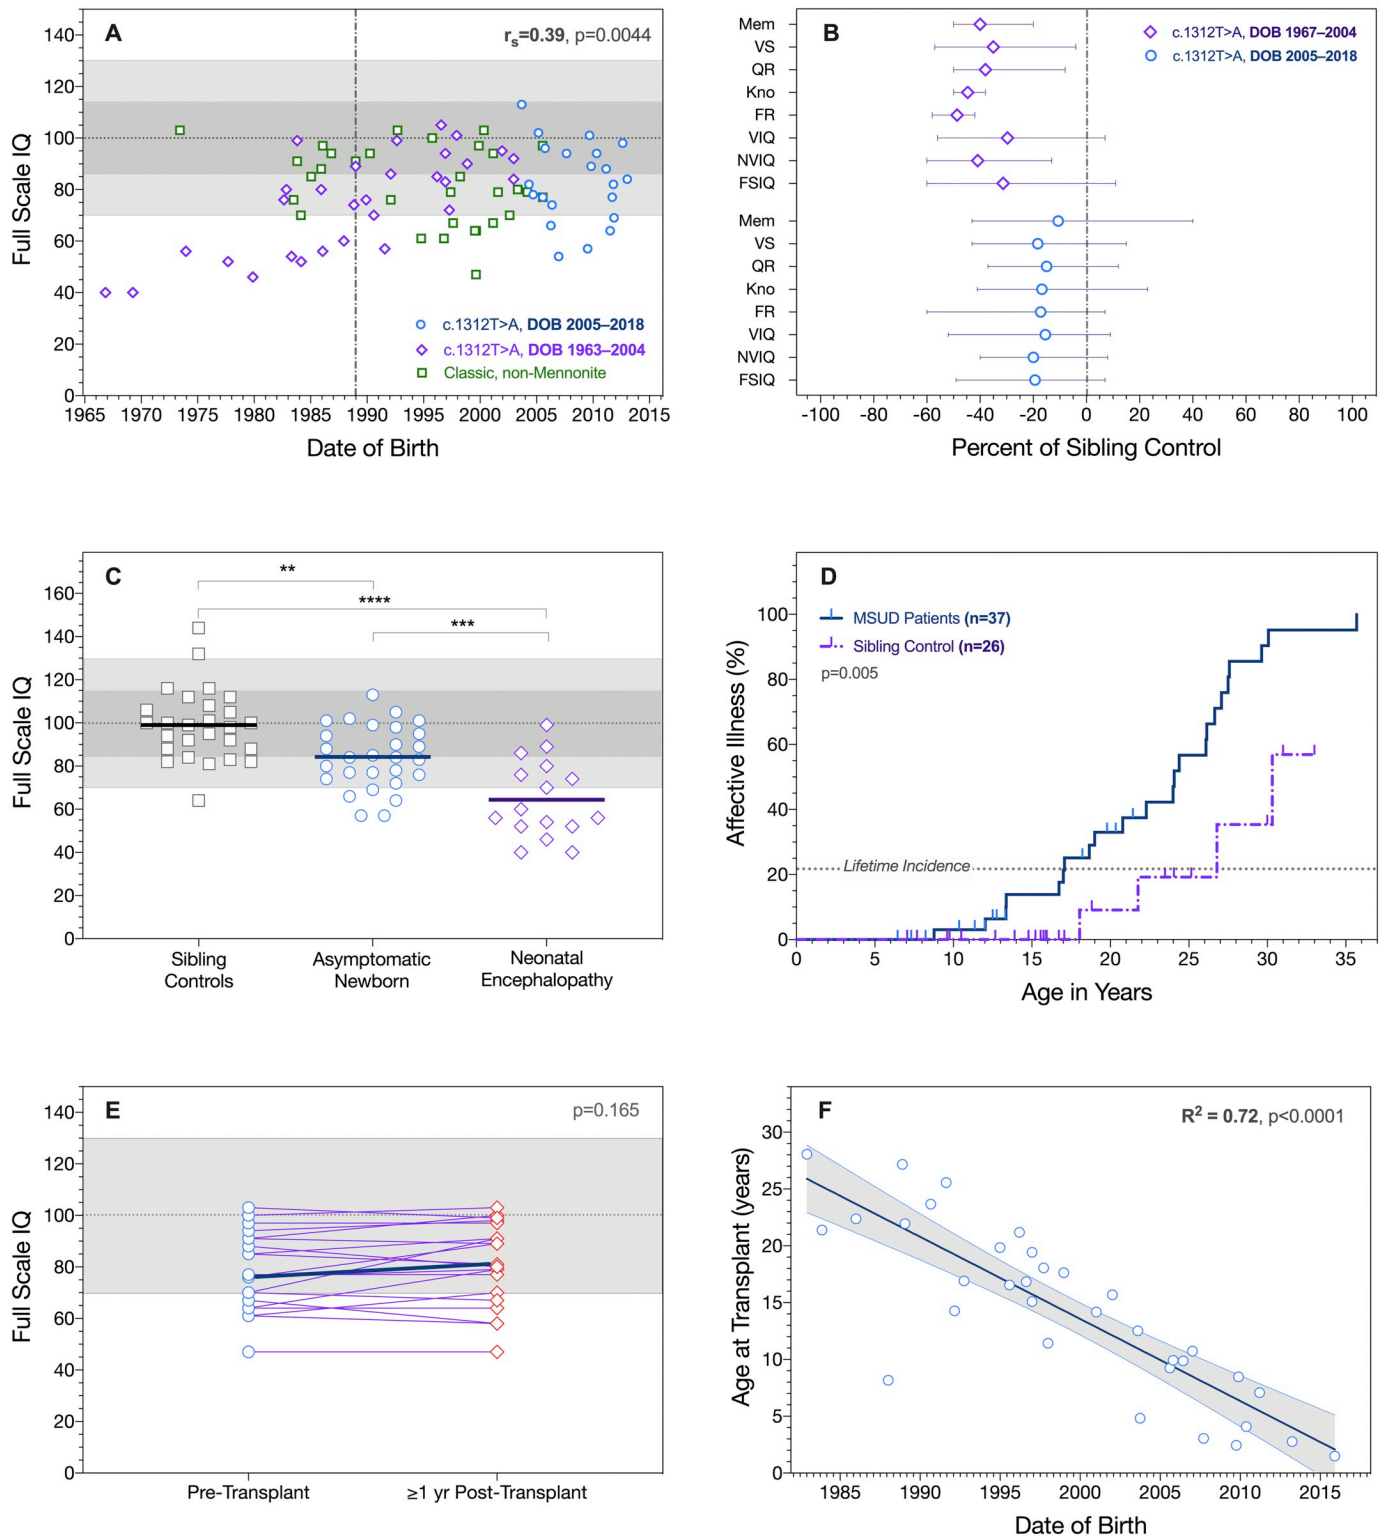 A
rs=0.39, p=0.0044
Full Scale IQ
140
120
100
80
60
40
20
0
c.1312T>A, DOB 2005–2018
c.1312T>A, DOB 1963–2004
Classic, non-Mennonite
1965 1970 1975 1980 1985 1990 1995 2000 2005 2010 2015
Date of Birth
B
c.1312T>A, DOB 1967–2004
c.1312T>A, DOB 2005–2018
Mem
VS
QR
Kno
FR
VIQ
NVIQ
FSIQ
Mem
VS
QR
Kno
FR
VIQ
NVIQ
FSIQ
-100 -80 -60 -40 -20 0 20 40 60 80 100
Percent of Sibling Control
C
**
****
***
Full Scale IQ
160
140
120
100
80
60
40
20
0
Sibling Controls
Asymptomatic Newborn
Neonatal Encephalopathy
D
MSUD Patients (n=37)
Sibling Control (n=26)
p=0.005
Affective Illness (%)
100
80
60
40
20
0
Lifetime Incidence
0 5 10 15 20 25 30 35
Age in Years
E
p=0.165
Full Scale IQ
140
120
100
80
60
40
20
0
Pre-Transplant
≥1 yr Post-Transplant
F
R² = 0.72, p<0.0001
Age at Transplant (years)
30
25
20
15
10
5
0
1985 1990 1995 2000 2005 2010 2015
Date of Birth